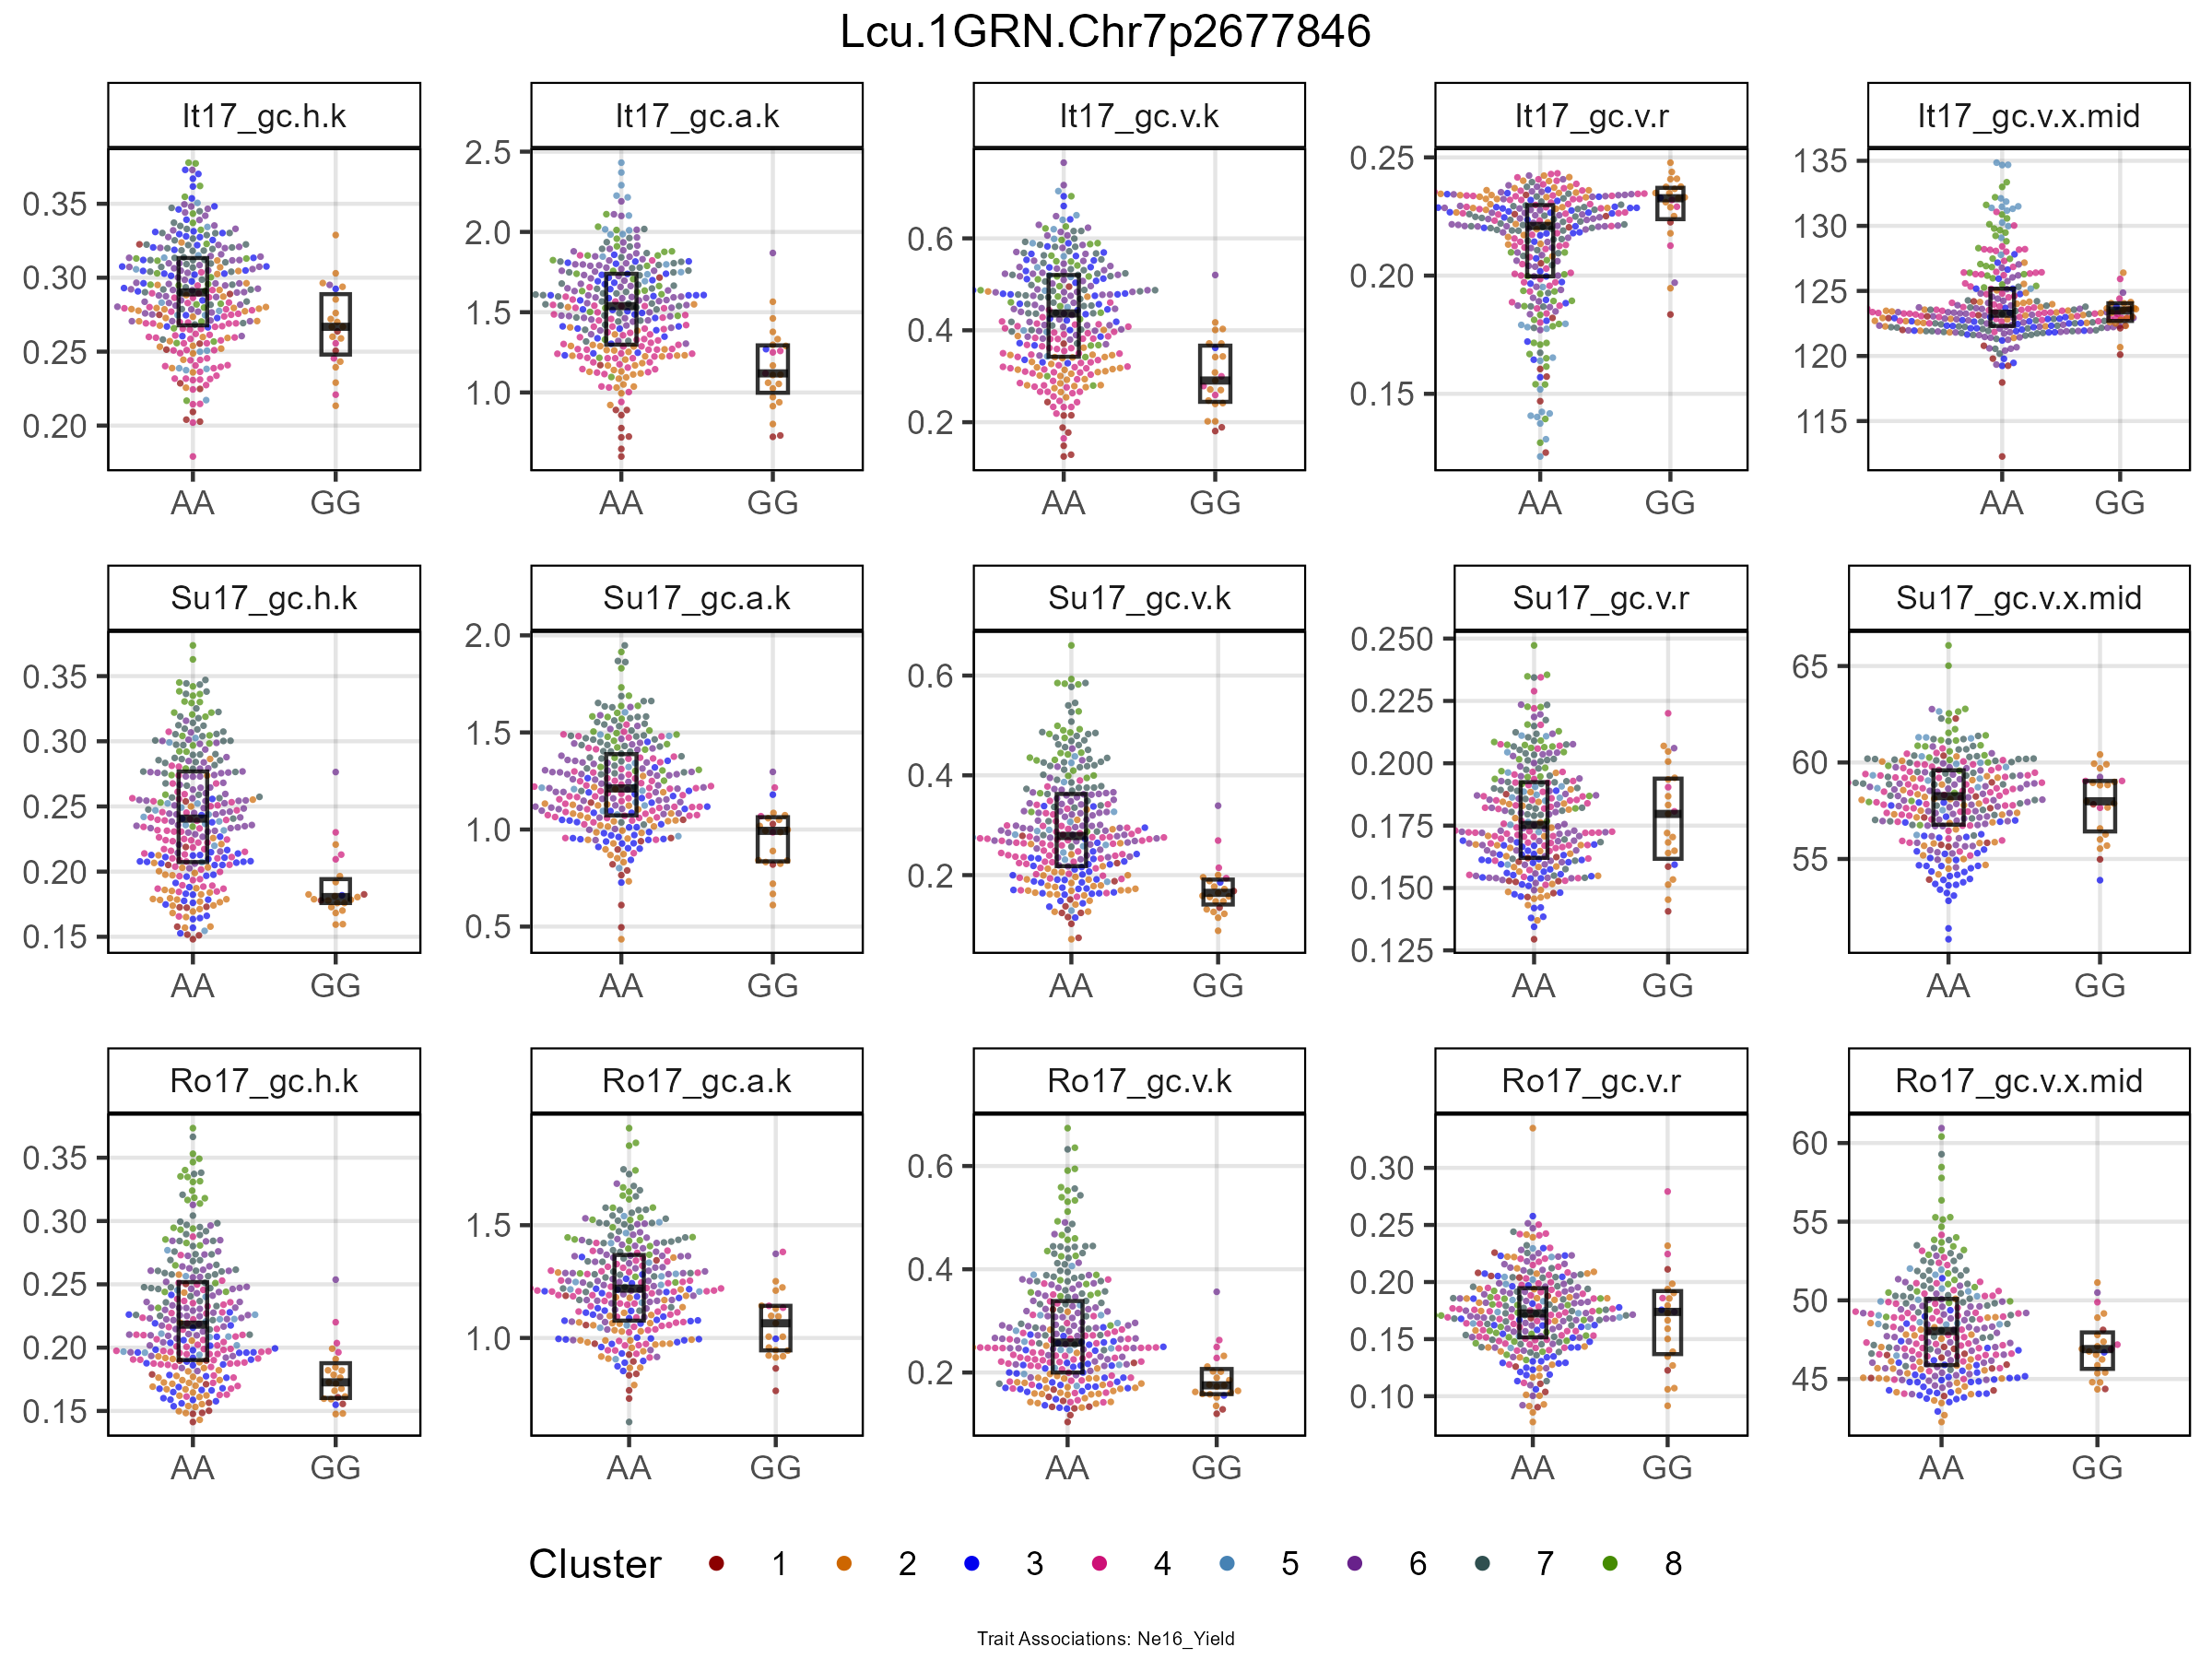 Lcu.1GRN.Chr7p2677846
It17_gc.h.k It17_gc.a.k It17_gc.v.k It17_gc.v.r It17_gc.v.x.mid
0.35 0.30 0.25 0.20
2.5 2.0 1.5 1.0
0.6 0.4 0.2
0.25 0.20 0.15
135 130 125 120 115
AA GG AA GG AA GG AA GG AA GG
Su17_gc.h.k Su17_gc.a.k Su17_gc.v.k Su17_gc.v.r Su17_gc.v.x.mid
0.35 0.30 0.25 0.20 0.15
2.0 1.5 1.0 0.5
0.6 0.4 0.2
0.250 0.225 0.200 0.175 0.150 0.125
65 60 55
AA GG AA GG AA GG AA GG AA GG
Ro17_gc.h.k Ro17_gc.a.k Ro17_gc.v.k Ro17_gc.v.r Ro17_gc.v.x.mid
0.35 0.30 0.25 0.20 0.15
1.5 1.0
0.6 0.4 0.2
0.30 0.25 0.20 0.15 0.10
60 55 50 45
AA GG AA GG AA GG AA GG AA GG
Cluster 1 2 3 4 5 6 7 8
Trait Associations: Ne16_Yield